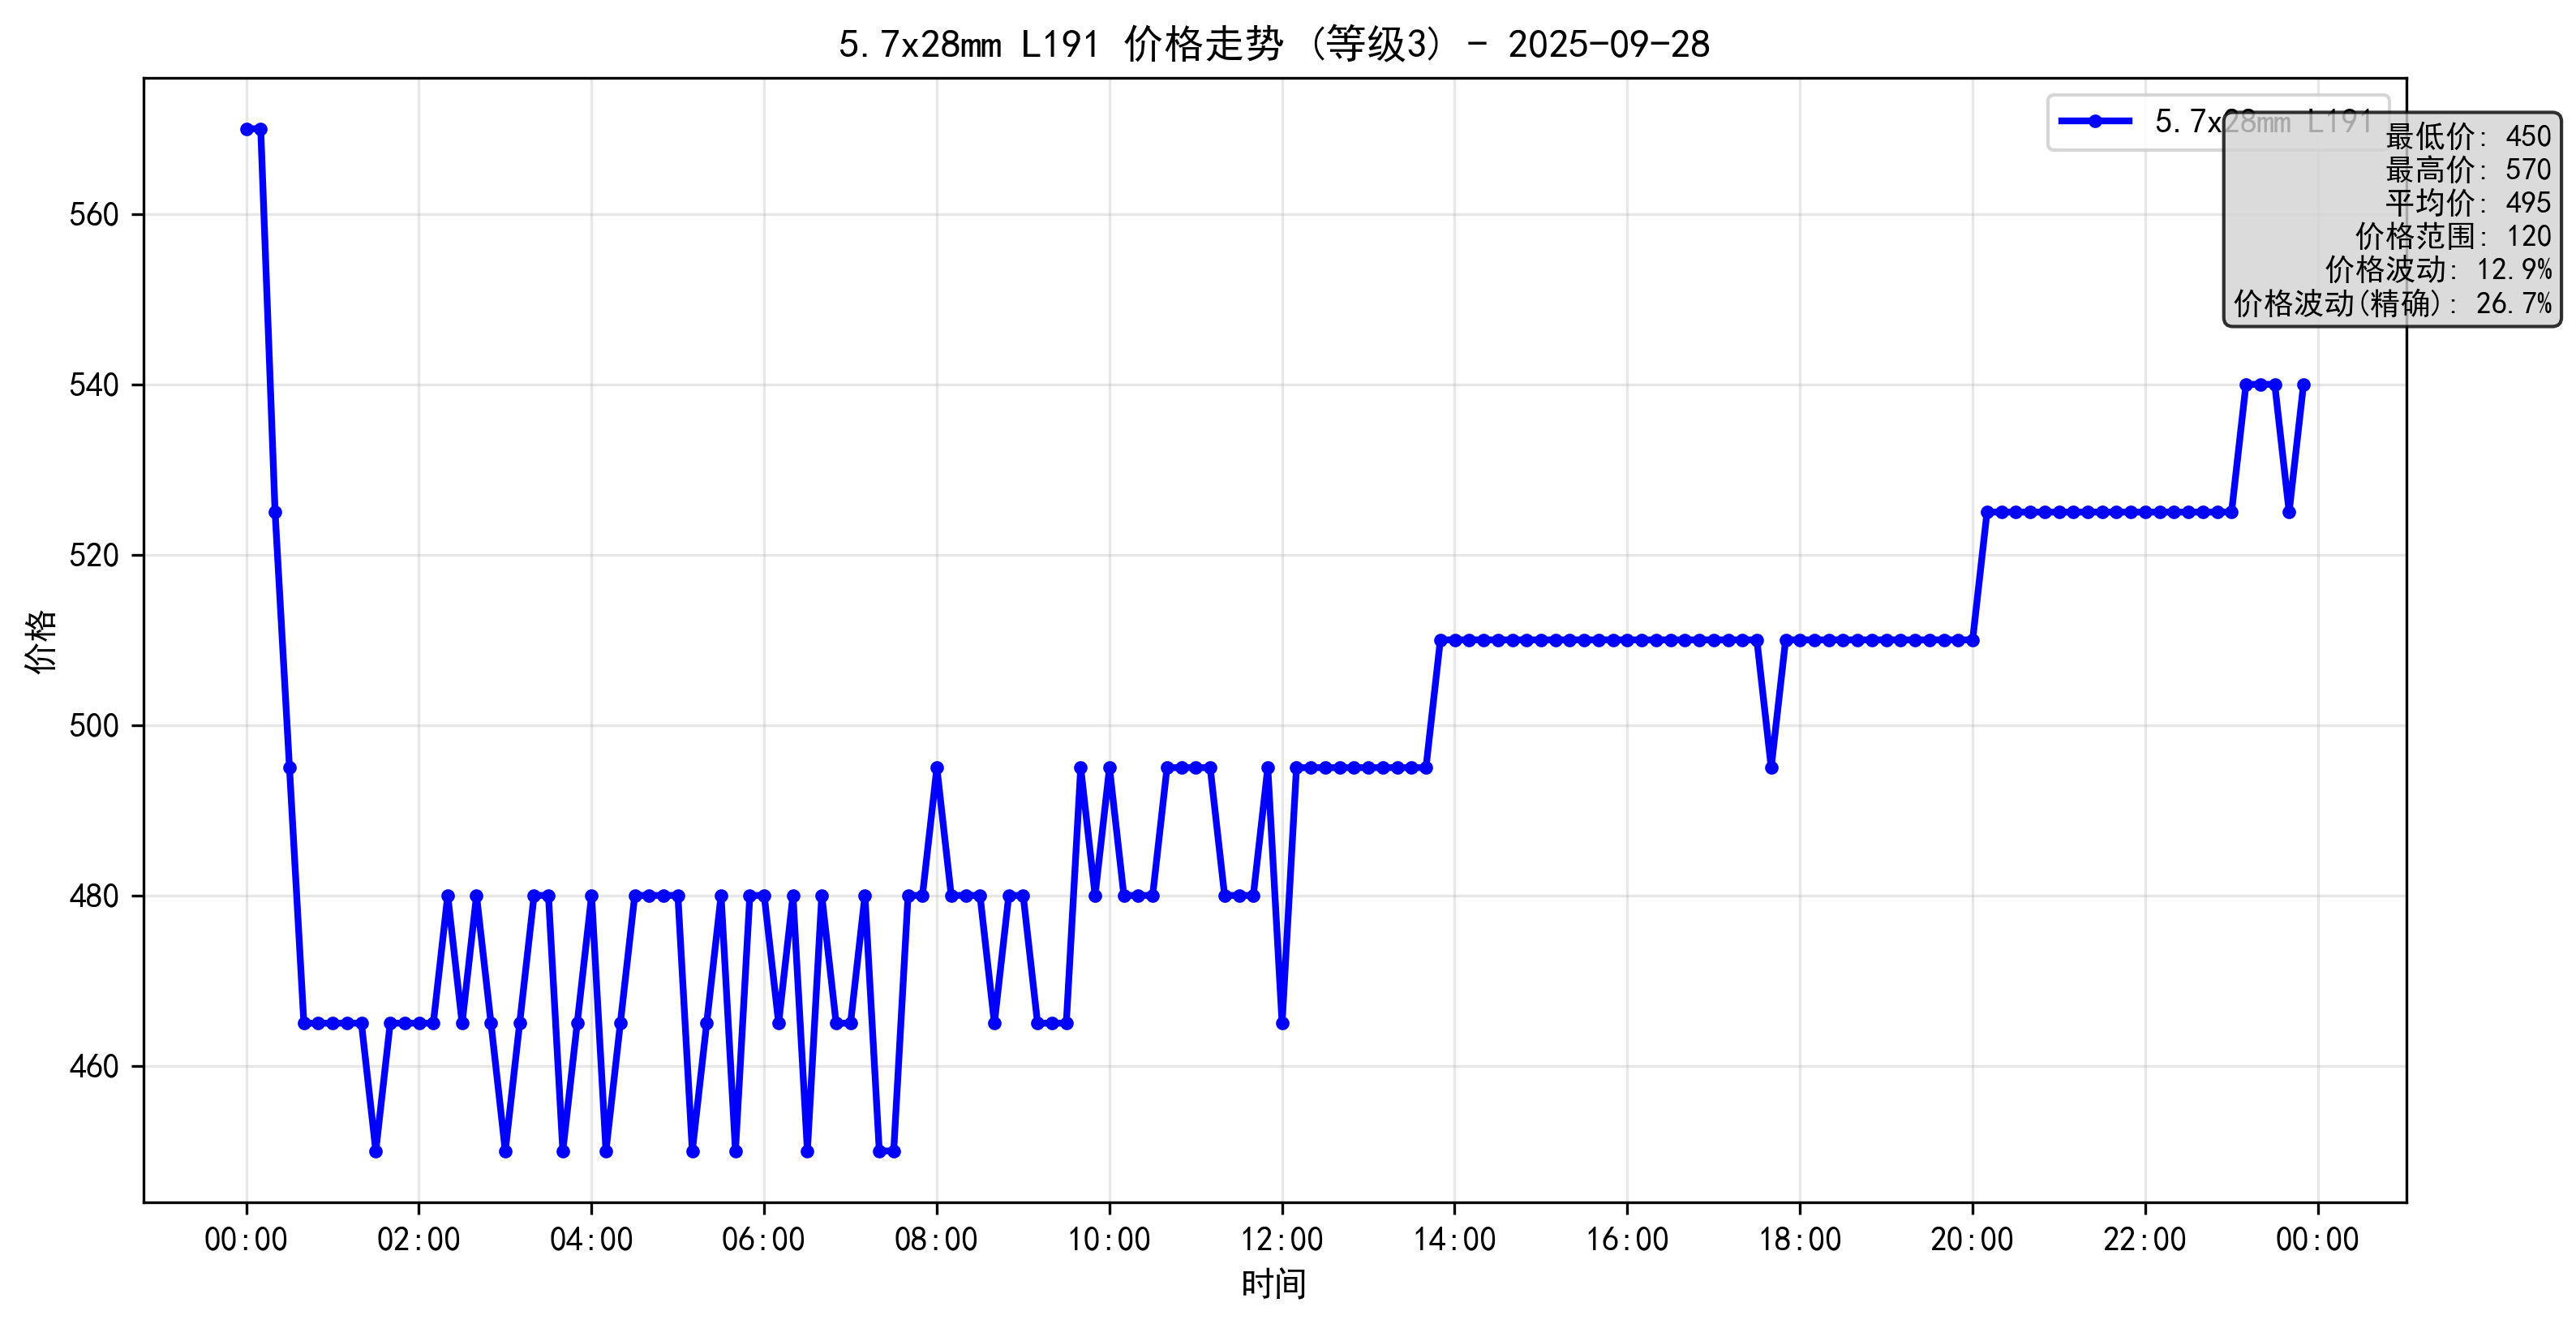 5.7x28mm L191 价格走势 (等级3) - 2025-09-28
5.7x28mm L191
最低价: 450
最高价: 570
平均价: 495
价格范围: 120
价格波动: 12.9%
价格波动(精确): 26.7%
价格
560
540
520
500
480
460
00:00 02:00 04:00 06:00 08:00 10:00 12:00 14:00 16:00 18:00 20:00 22:00 00:00
时间